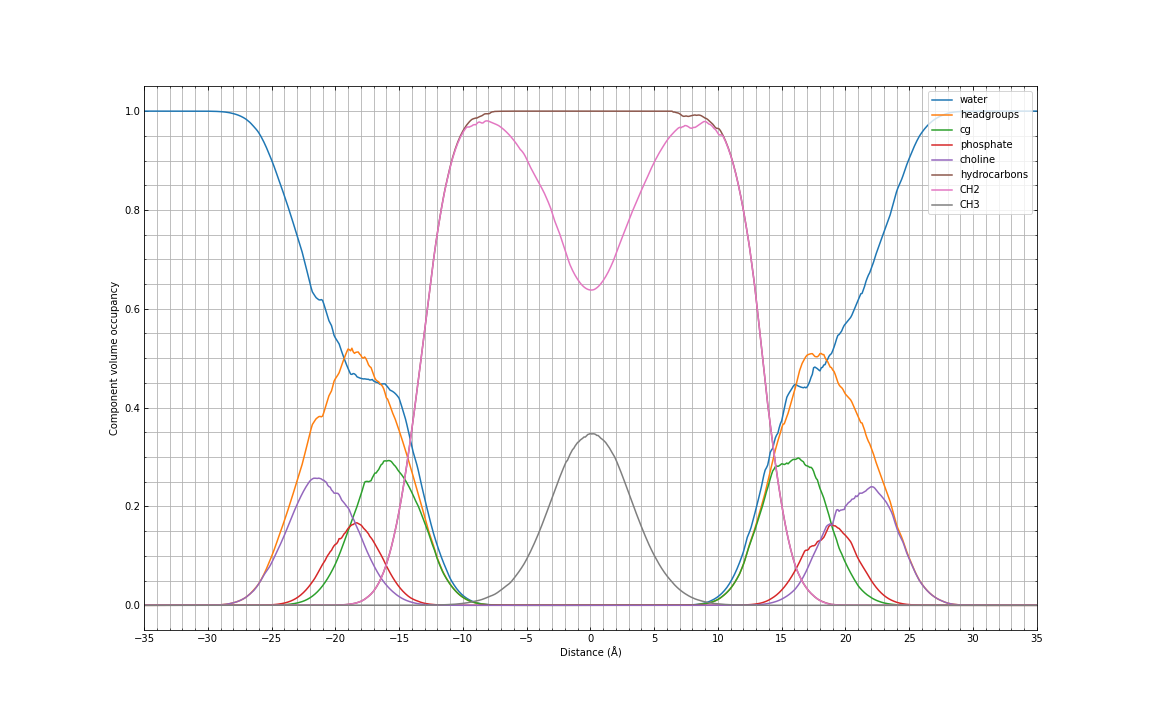 1.0
0.8
0.6
0.4
0.2
0.0
Component volume occupancy
−35 −30 −25 −20 −15 −10 −5 0 5 10 15 20 25 30 35
Distance (Å)
water
headgroups
cg
phosphate
choline
hydrocarbons
CH2
CH3